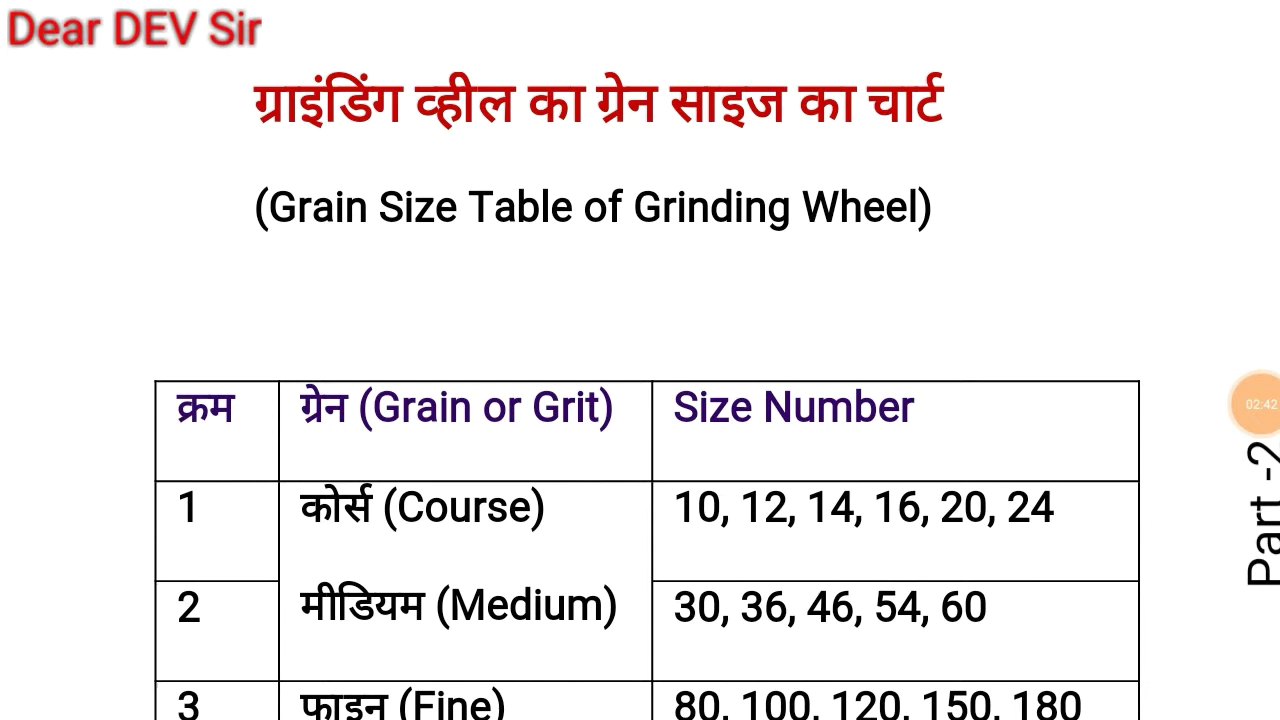 Dear DEV Sir
ग्राइंडिंग व्हील का ग्रेन साइज का चार्ट
(Grain Size Table of Grinding Wheel)
क्रम ग्रेन (Grain or Grit) Size Number
1 कोर्स (Course) 10, 12, 14, 16, 20, 24
2 मीडियम (Medium) 30, 36, 46, 54, 60
3 फाइन (Fine) 80, 100, 120, 150, 180
02:42
Part -2